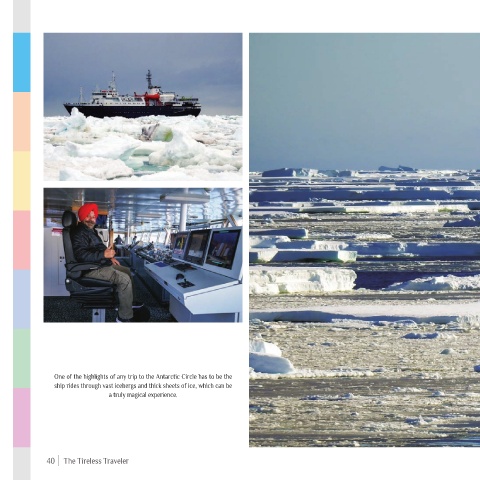 One of the highlights of any trip to the Antarctic Circle has to be the
ship rides through vast icebergs and thick sheets of ice, which can be
a truly magical experience.
40 | The Tireless Traveler